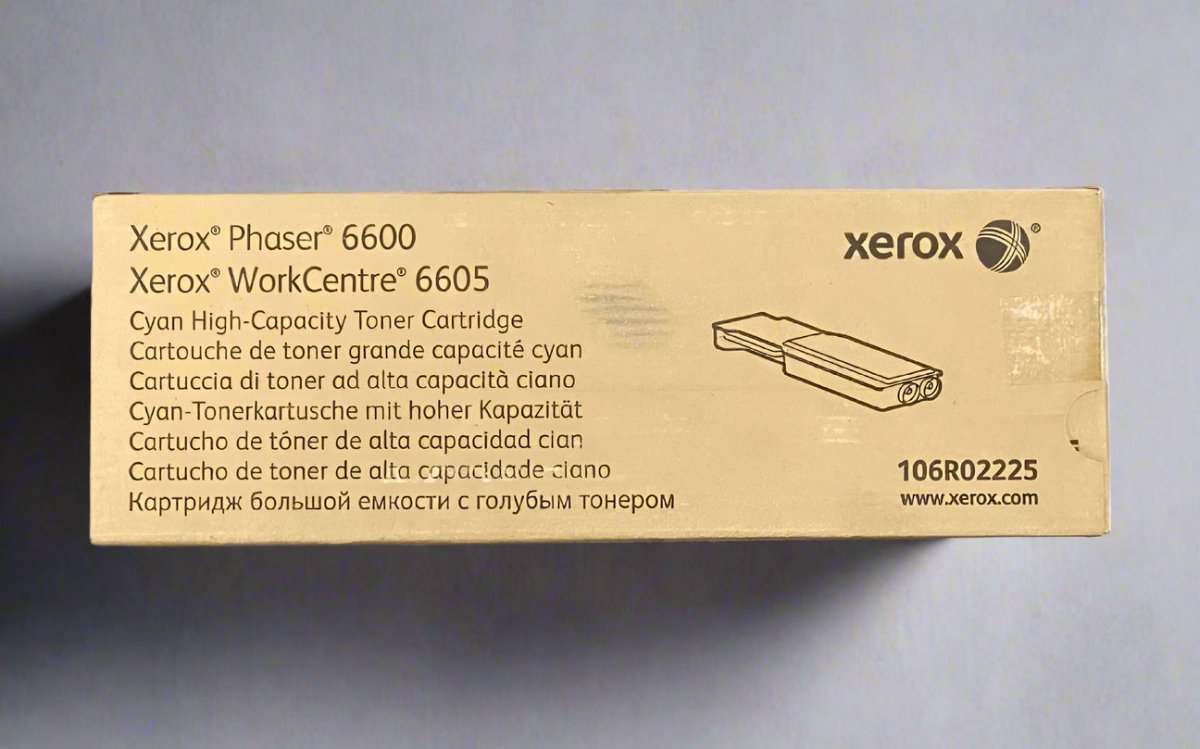 Xerox® Phaser® 6600
Xerox® WorkCentre® 6605
Cyan High-Capacity Toner Cartridge
Cartouche de toner grande capacité cyan
Cartuccia di toner ad alta capacità ciano
Cyan-Tonerkartusche mit hoher Kapazität
Cartucho de tóner de alta capacidad cian
Cartucho de toner de alta capacidade ciano
Картридж большой емкости с голубым тонером
xerox®
106R02225
www.xerox.com